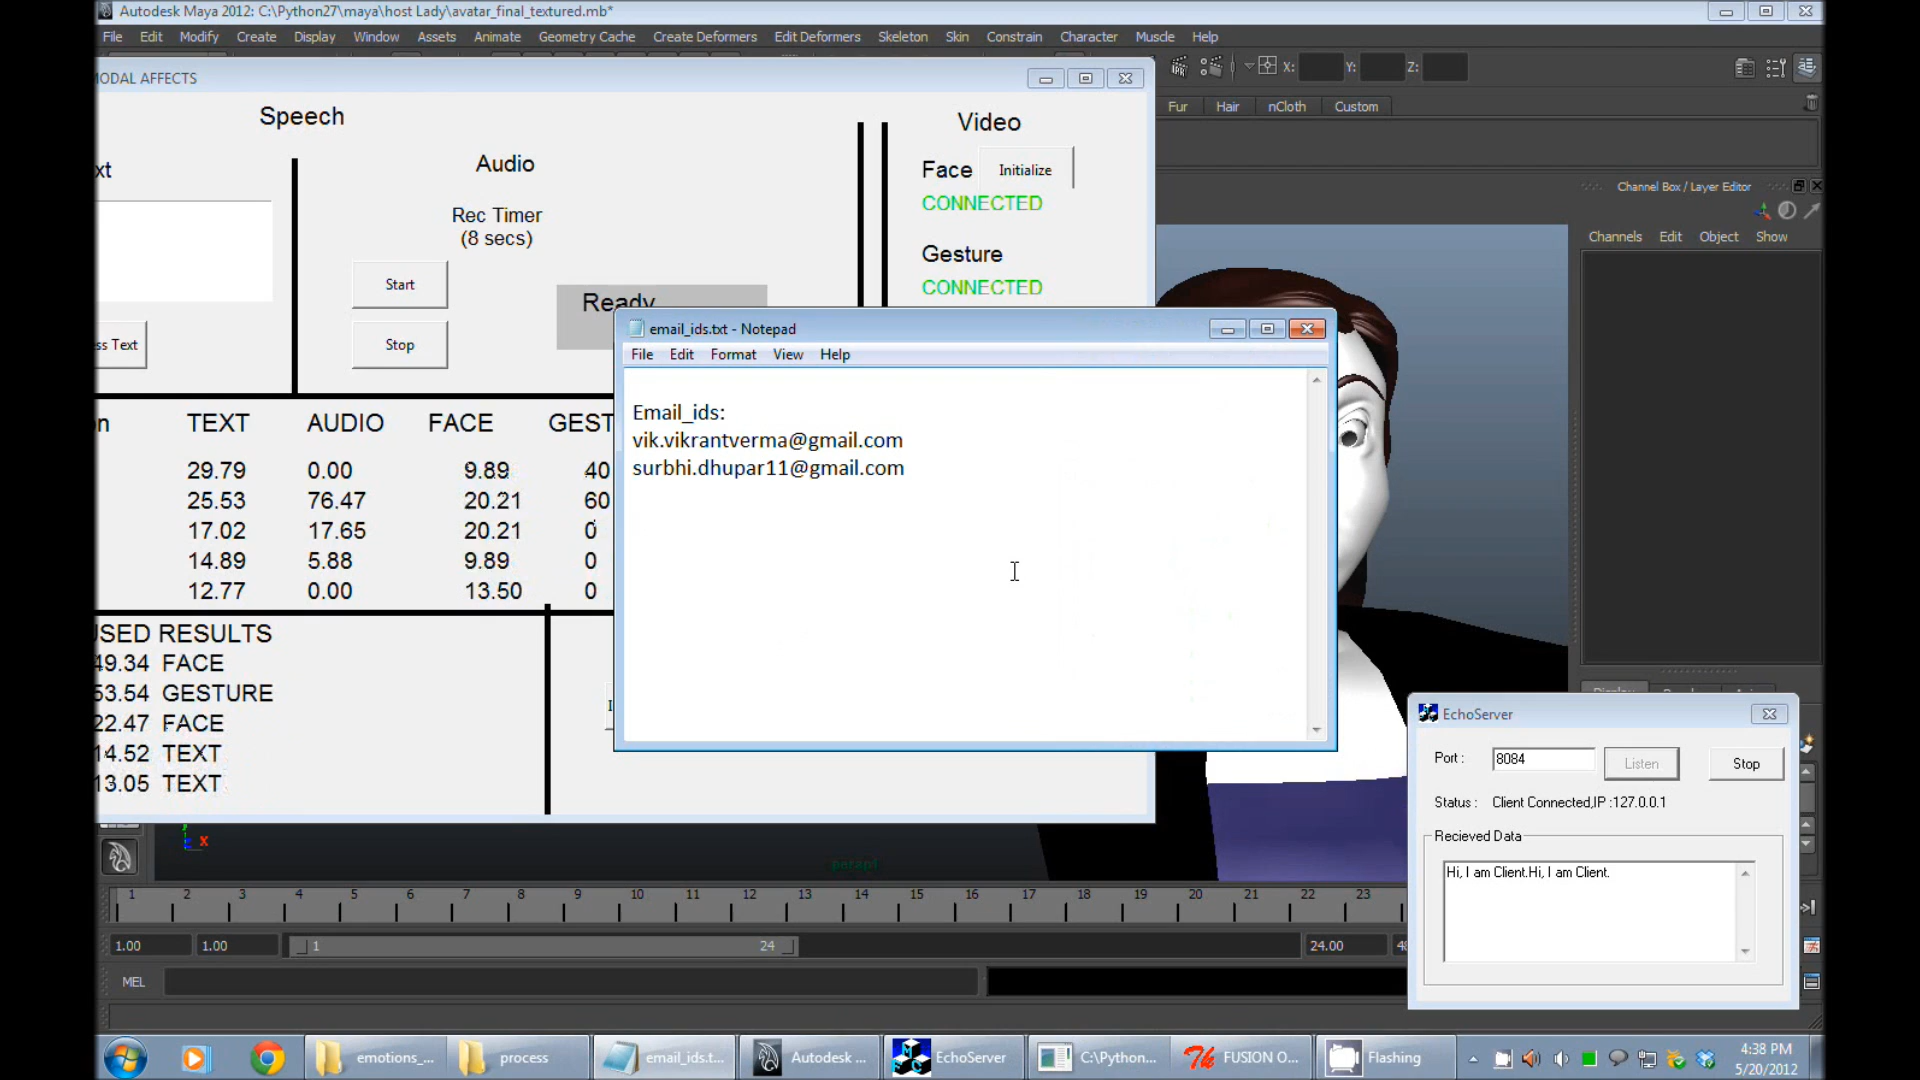 Autodesk Maya 2012: C:\Python27\maya\host Lady\avatar_final_textured.mb*
File Edit Modify Create Display Window Assets Animate Geometry Cache Create Deformers Edit Deformers Skeleton Skin Constrain Character Muscle Help
MODAL AFFECTS
X: Y: Z:
Fur Hair nCloth Custom
Speech
Video
xt
Audio
Face Initialize
CONNECTED
Rec Timer
(8 secs)
Gesture
CONNECTED
Start
Ready
ss Text
Stop
Channel Box / Layer Editor
Channels Edit Object Show
email_ids.txt - Notepad
File Edit Format View Help
Email_ids:
vik.vikrantverma@gmail.com
surbhi.dhupar11@gmail.com
on TEXT AUDIO FACE GEST
29.79 0.00 9.89 40
25.53 76.47 20.21 60
17.02 17.65 20.21 0
14.89 5.88 9.89 0
12.77 0.00 13.50 0
USED RESULTS
49.34 FACE
53.54 GESTURE
22.47 FACE
14.52 TEXT
13.05 TEXT
EchoServer
Port : 8084 Listen Stop
Status : Client Connected,IP :127.0.0.1
Recieved Data
Hi, I am Client.Hi, I am Client.
x
persp1
1 2 3 4 5 6 7 8 9 10 11 12 13 14 15 16 17 18 19 20 21 22 23
1.00 1.00 1 24 24.00
MEL
emotions_... process email_ids.t... Autodesk ... EchoServer C:\Python... FUSION O... Flashing
4:38 PM
5/20/2012